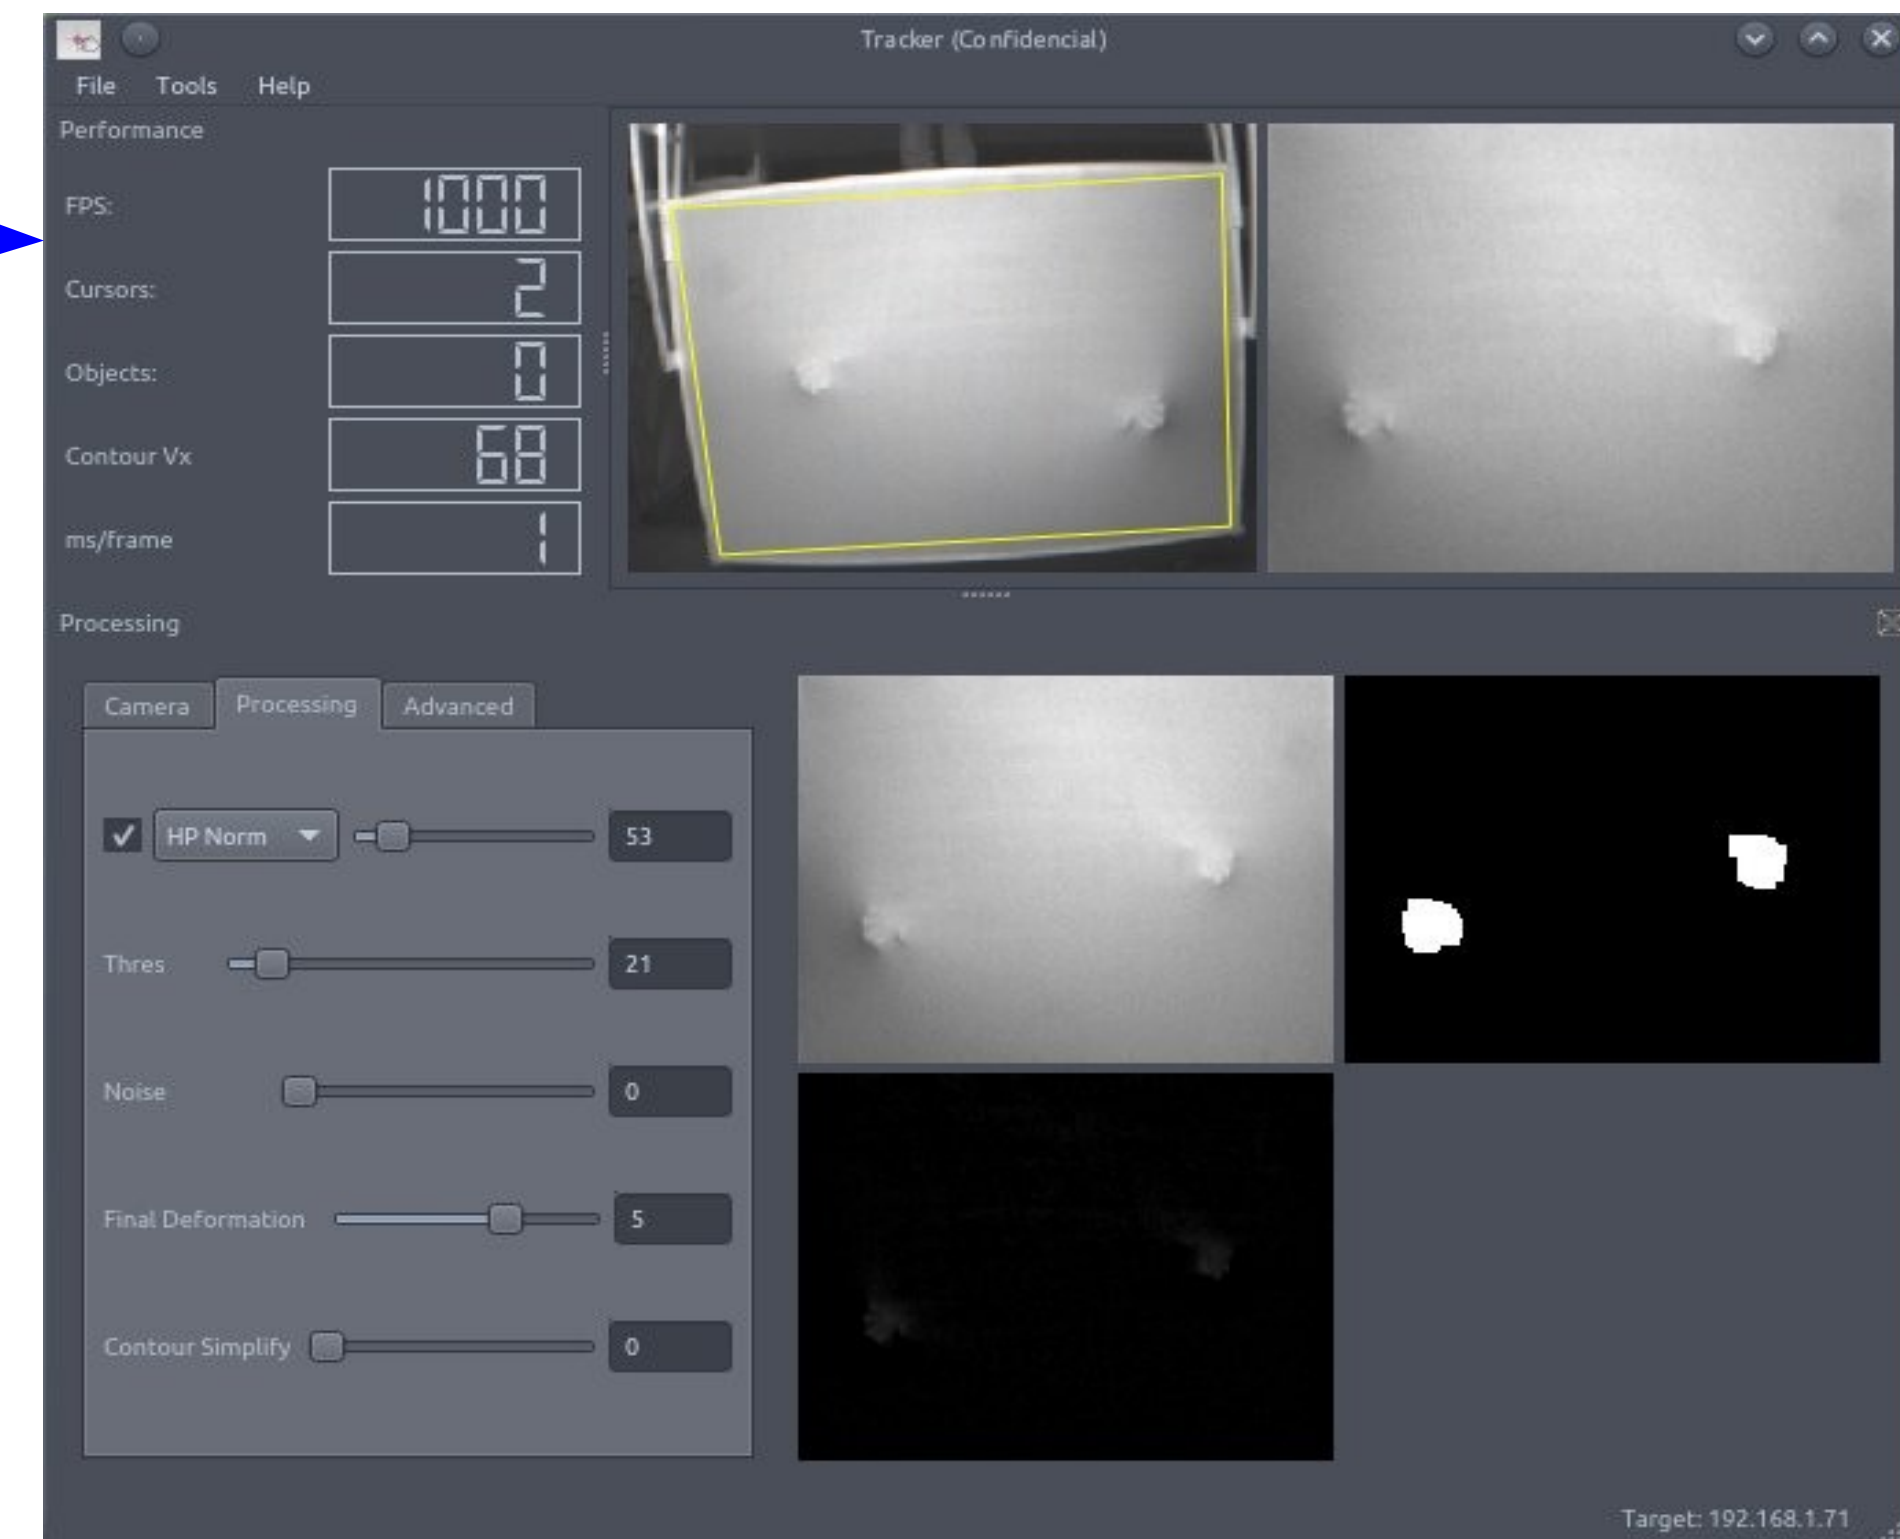 Tracker (Confidencial)
File Tools Help
Performance
FPS: 1000
Cursors: 2
Objects: 0
Contour Vx 68
ms/frame 1
Processing
Camera Processing Advanced
HP Norm 53
Thres 21
Noise 0
Final Deformation 5
Contour Simplify 0
Target: 192.168.1.71